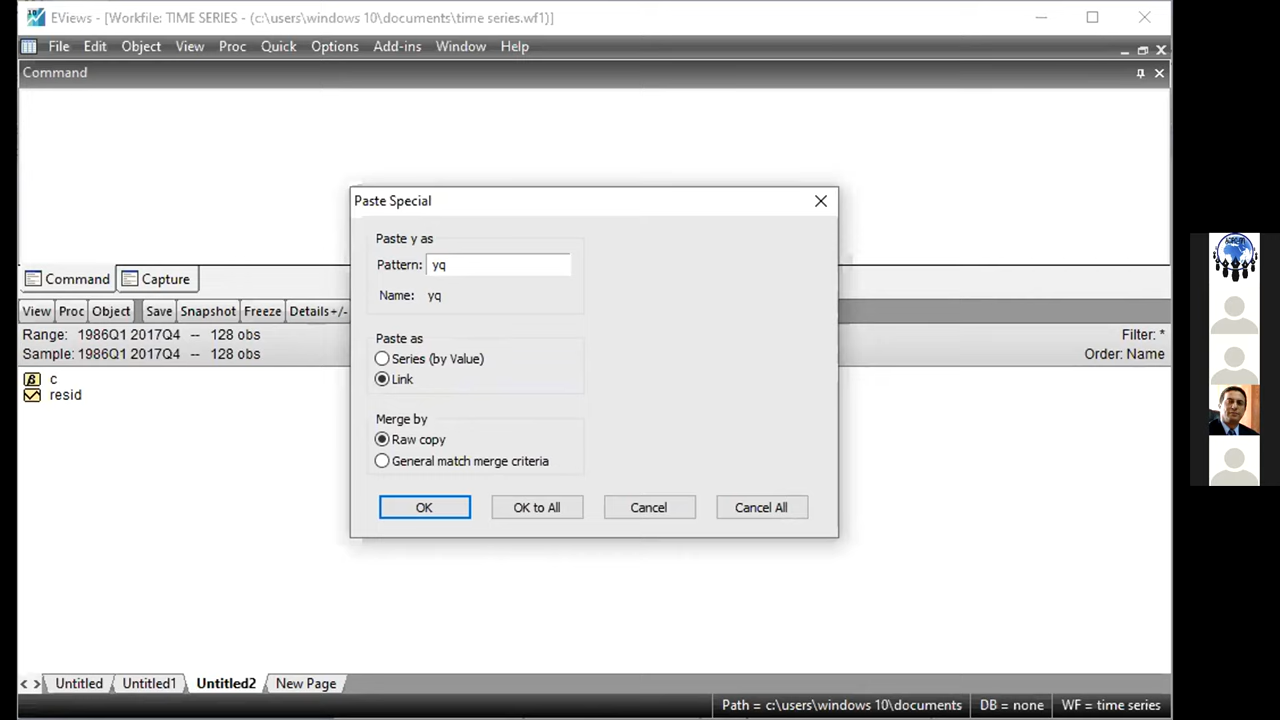 EViews - [Workfile: TIME SERIES - (c:\users\windows 10\documents\time series.wf1)]
File Edit Object View Proc Quick Options Add-ins Window Help
Command
Paste Special
Paste y as
Pattern: yq
Name: yq
Paste as
Series (by Value)
Link
Merge by
Raw copy
General match merge criteria
OK OK to All Cancel Cancel All
Command Capture
View Proc Object Save Snapshot Freeze Details+/-
Range: 1986Q1 2017Q4 -- 128 obs Filter: *
Sample: 1986Q1 2017Q4 -- 128 obs Order: Name
c
resid
Untitled Untitled1 Untitled2 New Page
Path = c:\users\windows 10\documents DB = none WF = time series